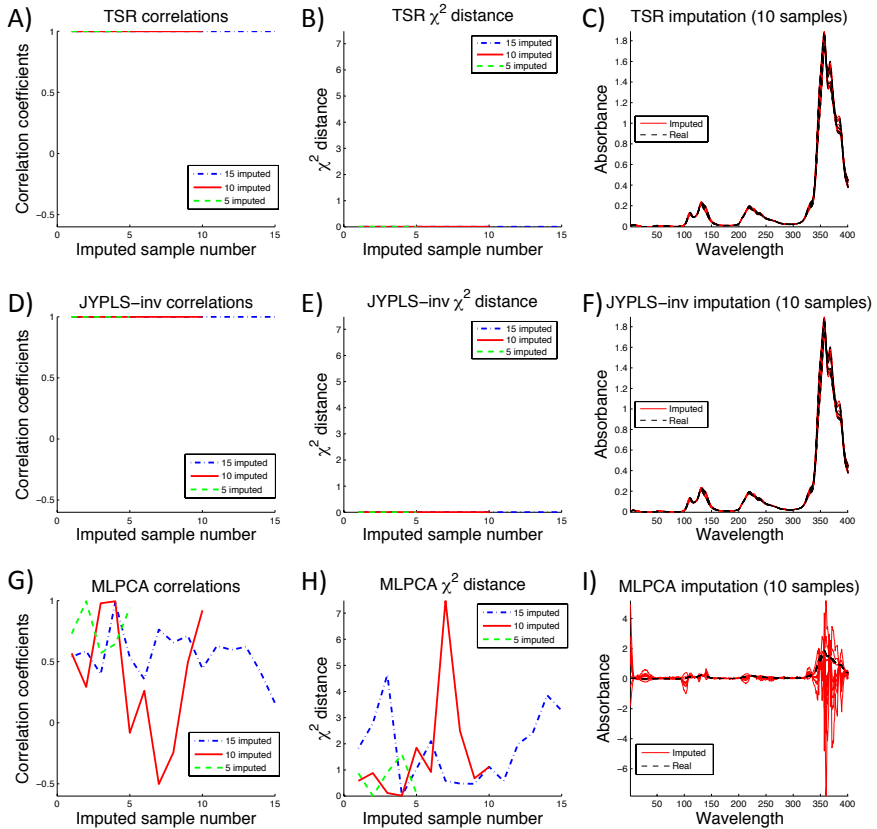 A)
TSR correlations
Correlation coefficients
1
0.5
0
−0.5
0
5
10
15
15 imputed
10 imputed
5 imputed
Imputed sample number
B)
TSR χ² distance
χ² distance
7
6
5
4
3
2
1
0
0
5
10
15
15 imputed
10 imputed
5 imputed
Imputed sample number
C)
TSR imputation (10 samples)
Absorbance
1.8
1.6
1.4
1.2
1
0.8
0.6
0.4
0.2
0
50
100
150
200
250
300
350
400
Imputed
Real
Wavelength
D)
JYPLS−inv correlations
Correlation coefficients
1
0.5
0
−0.5
0
5
10
15
15 imputed
10 imputed
5 imputed
Imputed sample number
E)
JYPLS−inv χ² distance
χ² distance
7
6
5
4
3
2
1
0
0
5
10
15
15 imputed
10 imputed
5 imputed
Imputed sample number
F)
JYPLS−inv imputation (10 samples)
Absorbance
1.8
1.6
1.4
1.2
1
0.8
0.6
0.4
0.2
0
50
100
150
200
250
300
350
400
Imputed
Real
Wavelength
G)
MLPCA correlations
Correlation coefficients
1
0.5
0
−0.5
0
5
10
15
15 imputed
10 imputed
5 imputed
Imputed sample number
H)
MLPCA χ² distance
χ² distance
7
6
5
4
3
2
1
0
0
5
10
15
15 imputed
10 imputed
5 imputed
Imputed sample number
I)
MLPCA imputation (10 samples)
Absorbance
4
2
0
−2
−4
−6
50
100
150
200
250
300
350
400
Imputed
Real
Wavelength